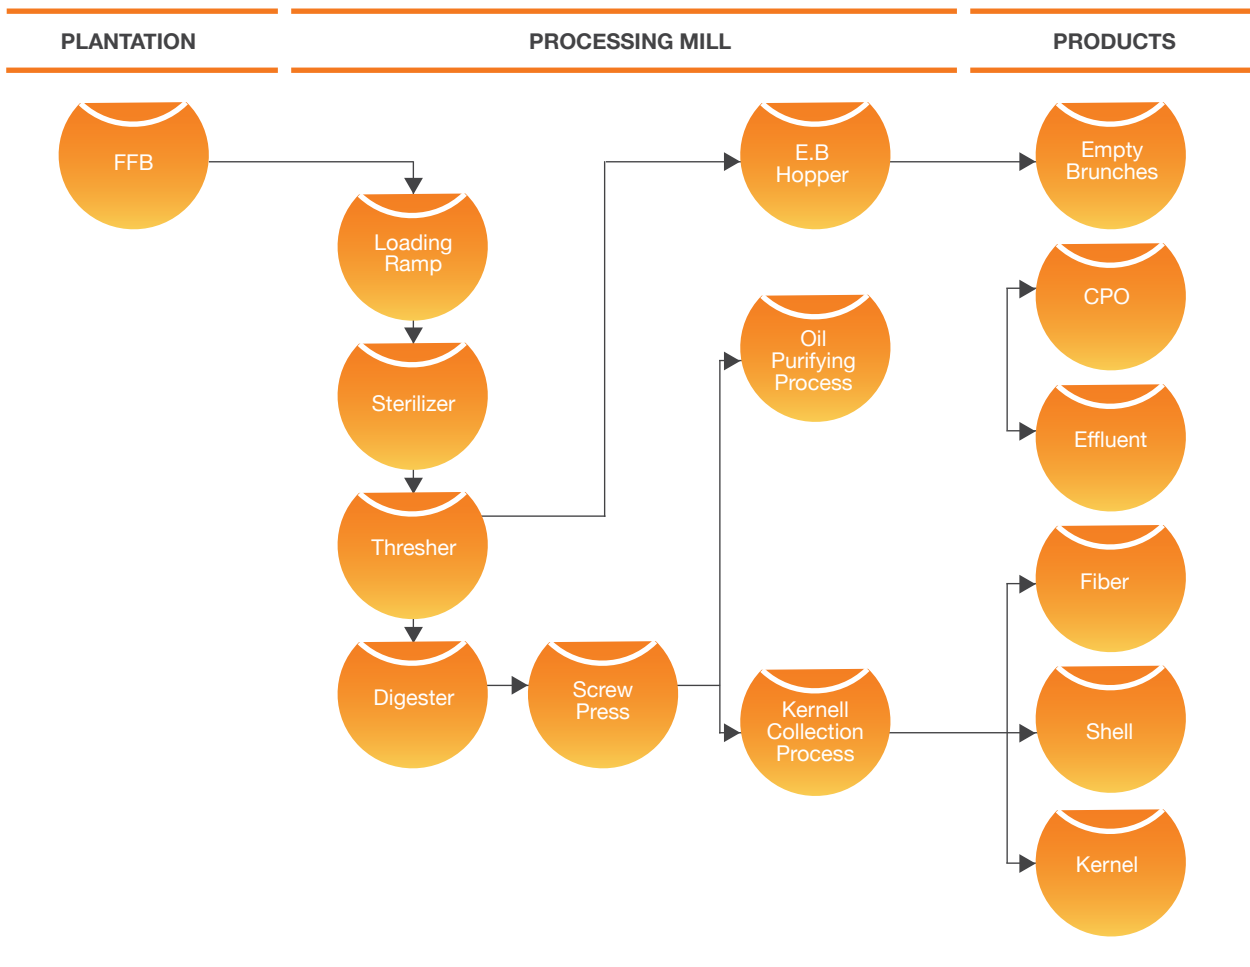 PLANTATION
PROCESSING MILL
PRODUCTS
FFB
Loading
Ramp
Sterilizer
Thresher
Digester
Screw
Press
E.B
Hopper
Oil
Purifying
Process
Kernell
Collection
Process
Empty
Brunches
CPO
Effluent
Fiber
Shell
Kernel